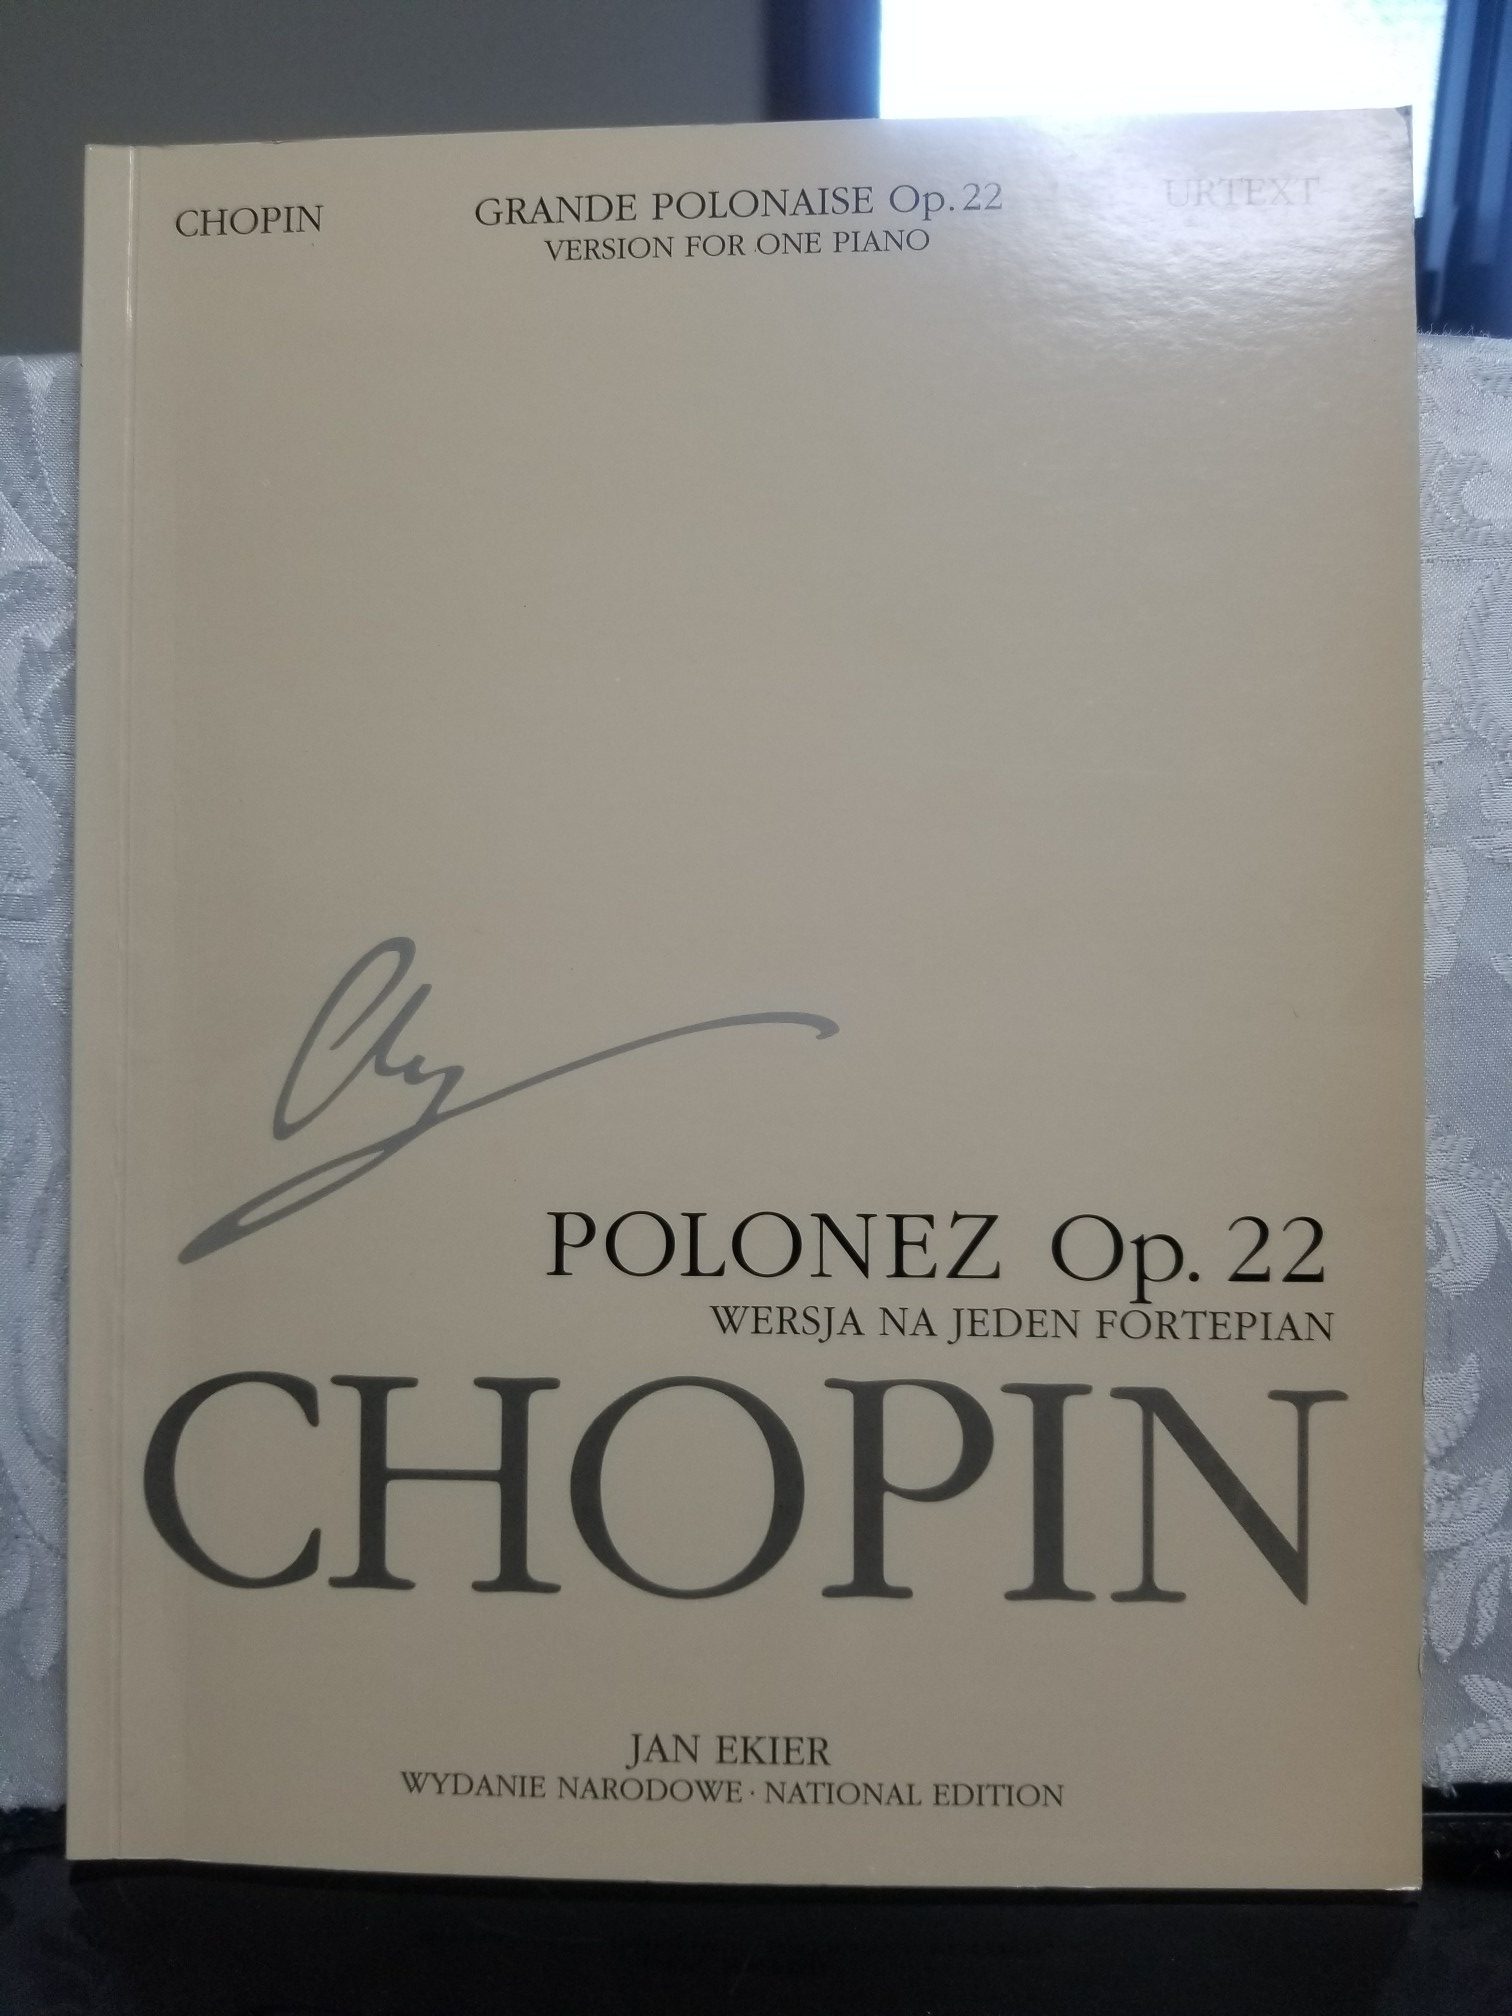 CHOPIN
GRANDE POLONAISE Op. 22
VERSION FOR ONE PIANO
URTEXT
POLONEZ Op. 22
WERSJA NA JEDEN FORTEPIAN
CHOPIN
JAN EKIER
WYDANIE NARODOWE · NATIONAL EDITION